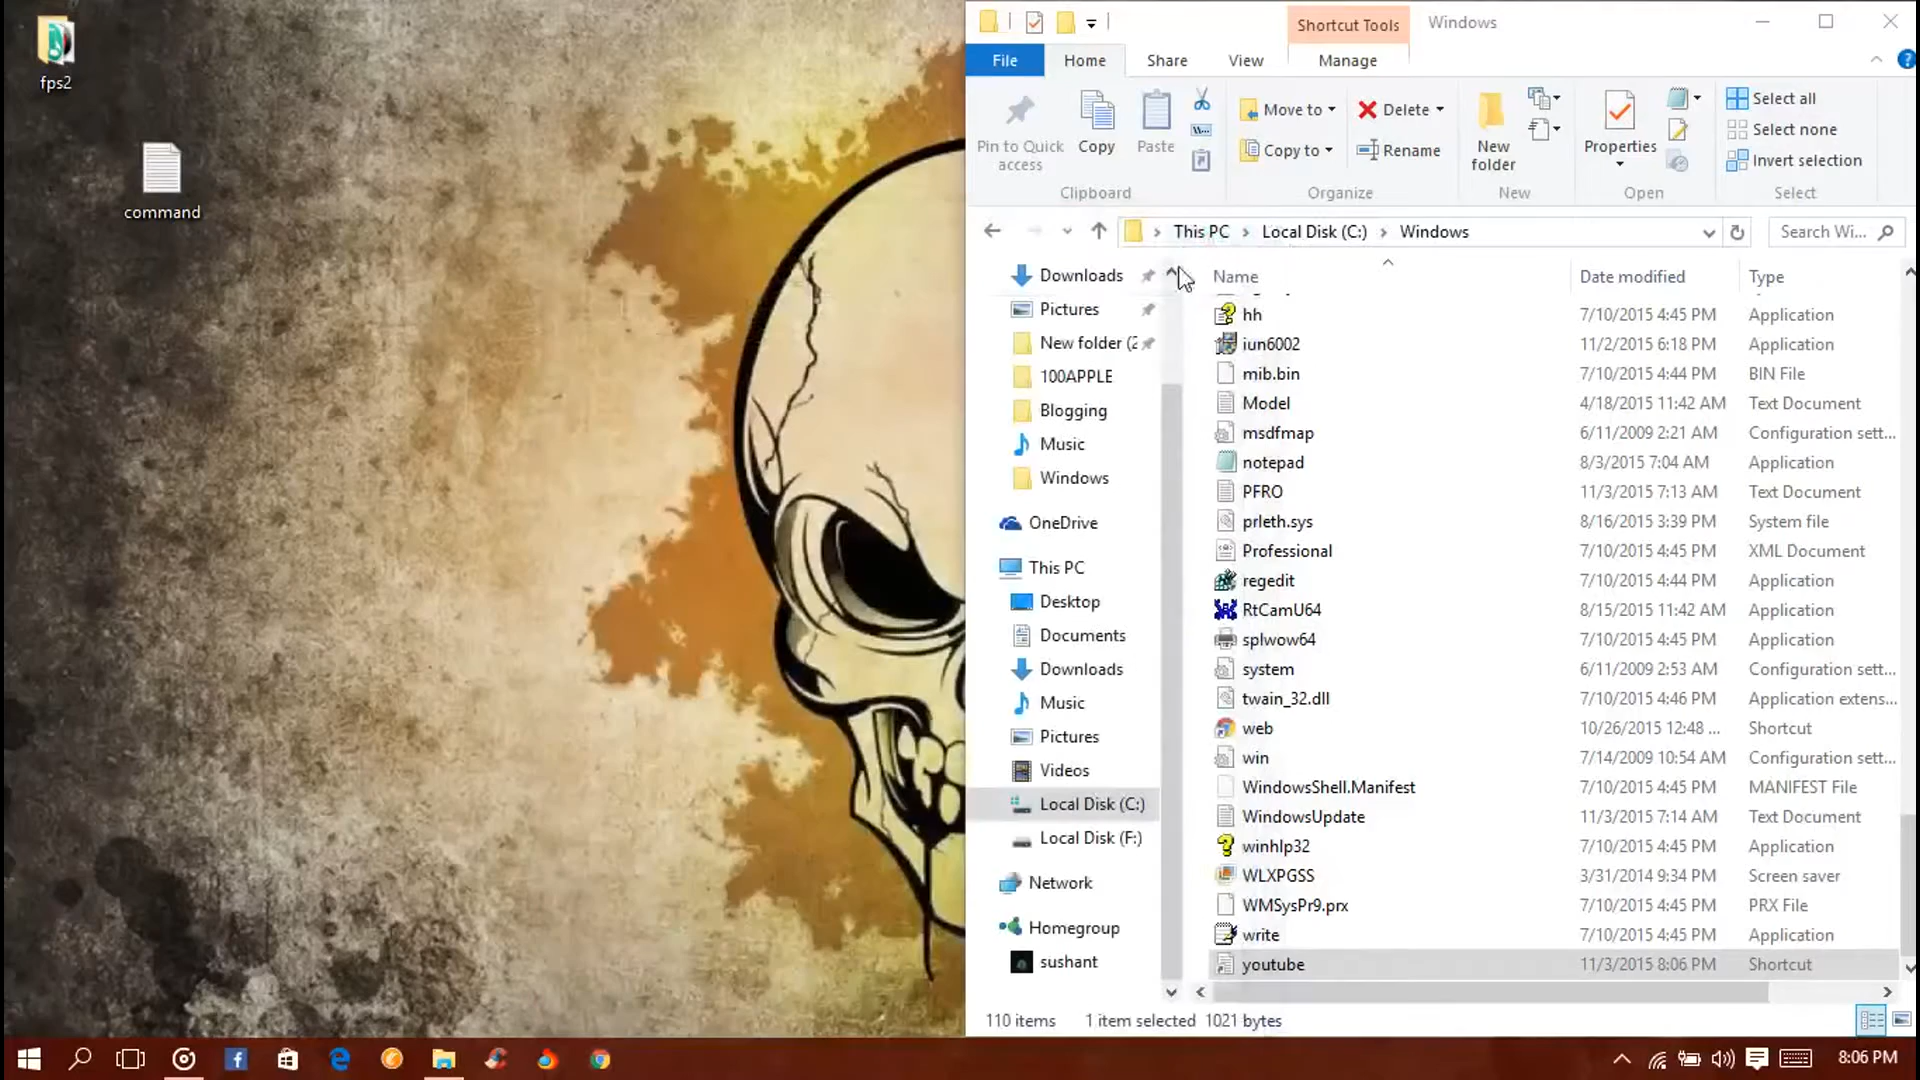 fps2
command
Shortcut Tools
Windows
File
Home
Share
View
Manage
Pin to Quick access
Copy
Paste
Clipboard
Move to
Copy to
Delete
Rename
Organize
New folder
New
Properties
Open
Select all
Select none
Invert selection
Select
This PC
Local Disk (C:)
Windows
Search Wi...
Downloads
Pictures
New folder (2
100APPLE
Blogging
Music
Windows
OneDrive
This PC
Desktop
Documents
Downloads
Music
Pictures
Videos
Local Disk (C:)
Local Disk (F:)
Network
Homegroup
sushant
Name Date modified Type
hh 7/10/2015 4:45 PM Application
iun6002 11/2/2015 6:18 PM Application
mib.bin 7/10/2015 4:44 PM BIN File
Model 4/18/2015 11:42 AM Text Document
msdfmap 6/11/2009 2:21 AM Configuration sett...
notepad 8/3/2015 7:04 AM Application
PFRO 11/3/2015 7:13 AM Text Document
prleth.sys 8/16/2015 3:39 PM System file
Professional 7/10/2015 4:45 PM XML Document
regedit 7/10/2015 4:44 PM Application
RtCamU64 8/15/2015 11:42 AM Application
splwow64 7/10/2015 4:45 PM Application
system 6/11/2009 2:53 AM Configuration sett...
twain_32.dll 7/10/2015 4:46 PM Application extens...
web 10/26/2015 12:48 ... Shortcut
win 7/14/2009 10:54 AM Configuration sett...
WindowsShell.Manifest 7/10/2015 4:45 PM MANIFEST File
WindowsUpdate 11/3/2015 7:14 AM Text Document
winhlp32 7/10/2015 4:45 PM Application
WLXPGSS 3/31/2014 9:34 PM Screen saver
WMSysPr9.prx 7/10/2015 4:45 PM PRX File
write 7/10/2015 4:45 PM Application
youtube 11/3/2015 8:06 PM Shortcut
110 items 1 item selected 1021 bytes
8:06 PM